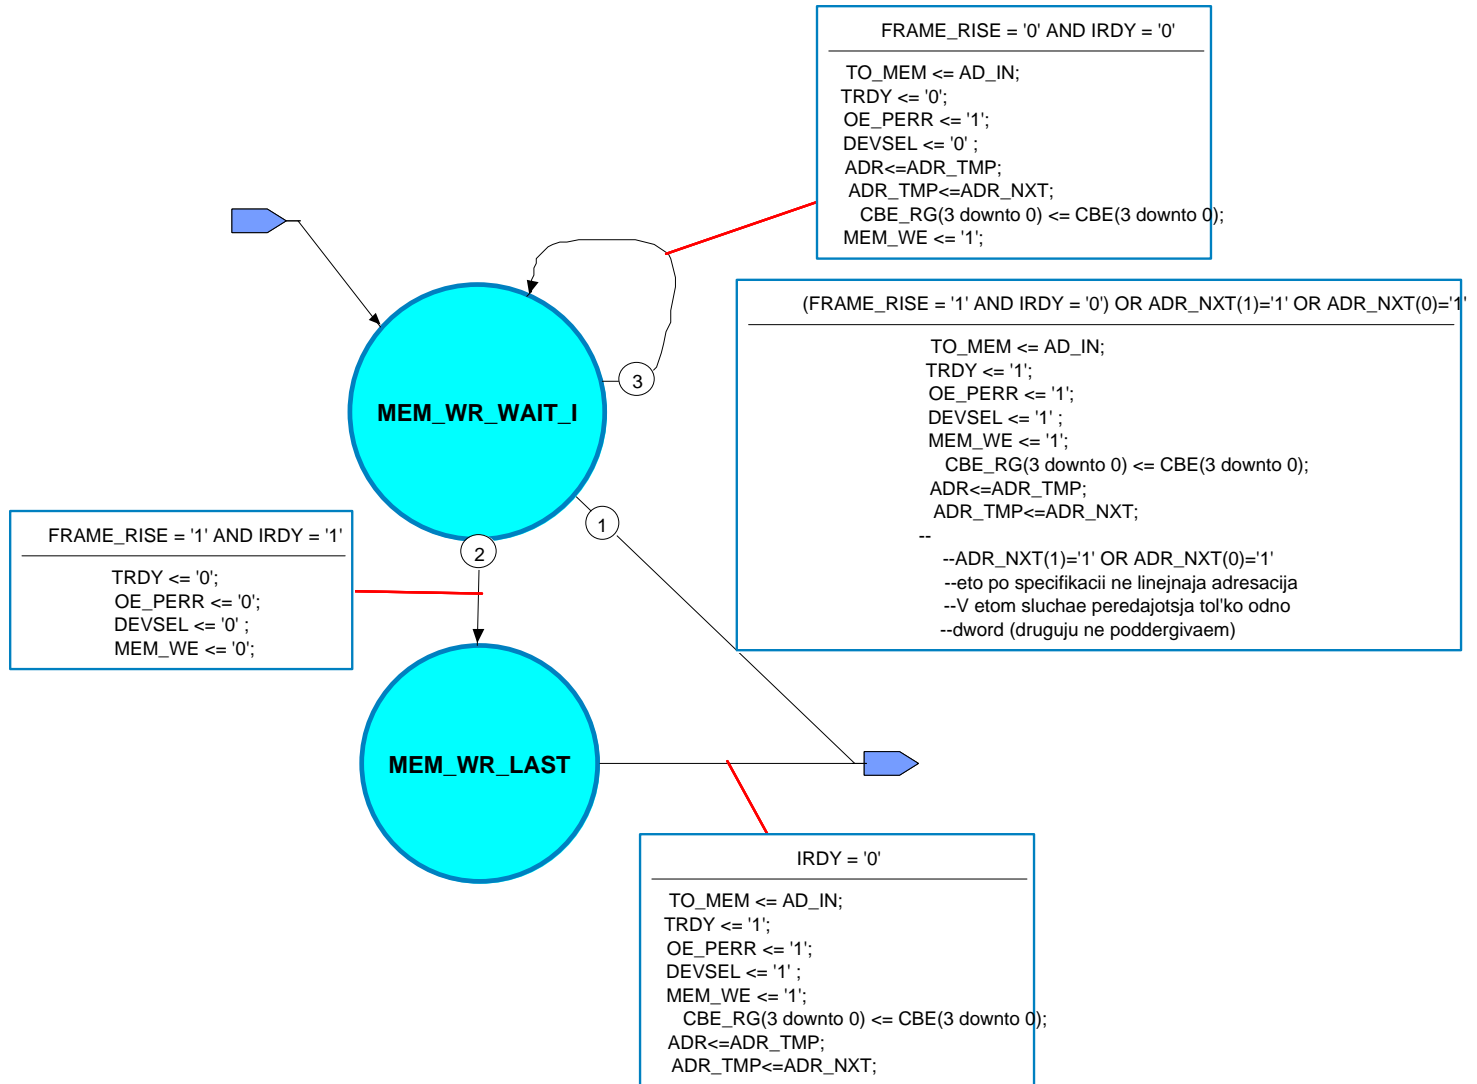 FRAME_RISE = '0' AND IRDY = '0'
TO_MEM <= AD_IN;
TRDY <= '0';
OE_PERR <= '1';
DEVSEL <= '0' ;
ADR<=ADR_TMP;
ADR_TMP<=ADR_NXT;
CBE_RG(3 downto 0) <= CBE(3 downto 0);
MEM_WE <= '1';
(FRAME_RISE = '1' AND IRDY = '0') OR ADR_NXT(1)='1' OR ADR_NXT(0)='1'
TO_MEM <= AD_IN;
TRDY <= '1';
OE_PERR <= '1';
DEVSEL <= '1' ;
MEM_WE <= '1';
CBE_RG(3 downto 0) <= CBE(3 downto 0);
ADR<=ADR_TMP;
ADR_TMP<=ADR_NXT;
--
--ADR_NXT(1)='1' OR ADR_NXT(0)='1'
--eto po specifikacii ne linejnaja adresacija
--V etom sluchae peredajotsja tol'ko odno
--dword (druguju ne poddergivaem)
3
MEM_WR_WAIT_I
1
2
FRAME_RISE = '1' AND IRDY = '1'
TRDY <= '0';
OE_PERR <= '0';
DEVSEL <= '0' ;
MEM_WE <= '0';
MEM_WR_LAST
IRDY = '0'
TO_MEM <= AD_IN;
TRDY <= '1';
OE_PERR <= '1';
DEVSEL <= '1' ;
MEM_WE <= '1';
CBE_RG(3 downto 0) <= CBE(3 downto 0);
ADR<=ADR_TMP;
ADR_TMP<=ADR_NXT;